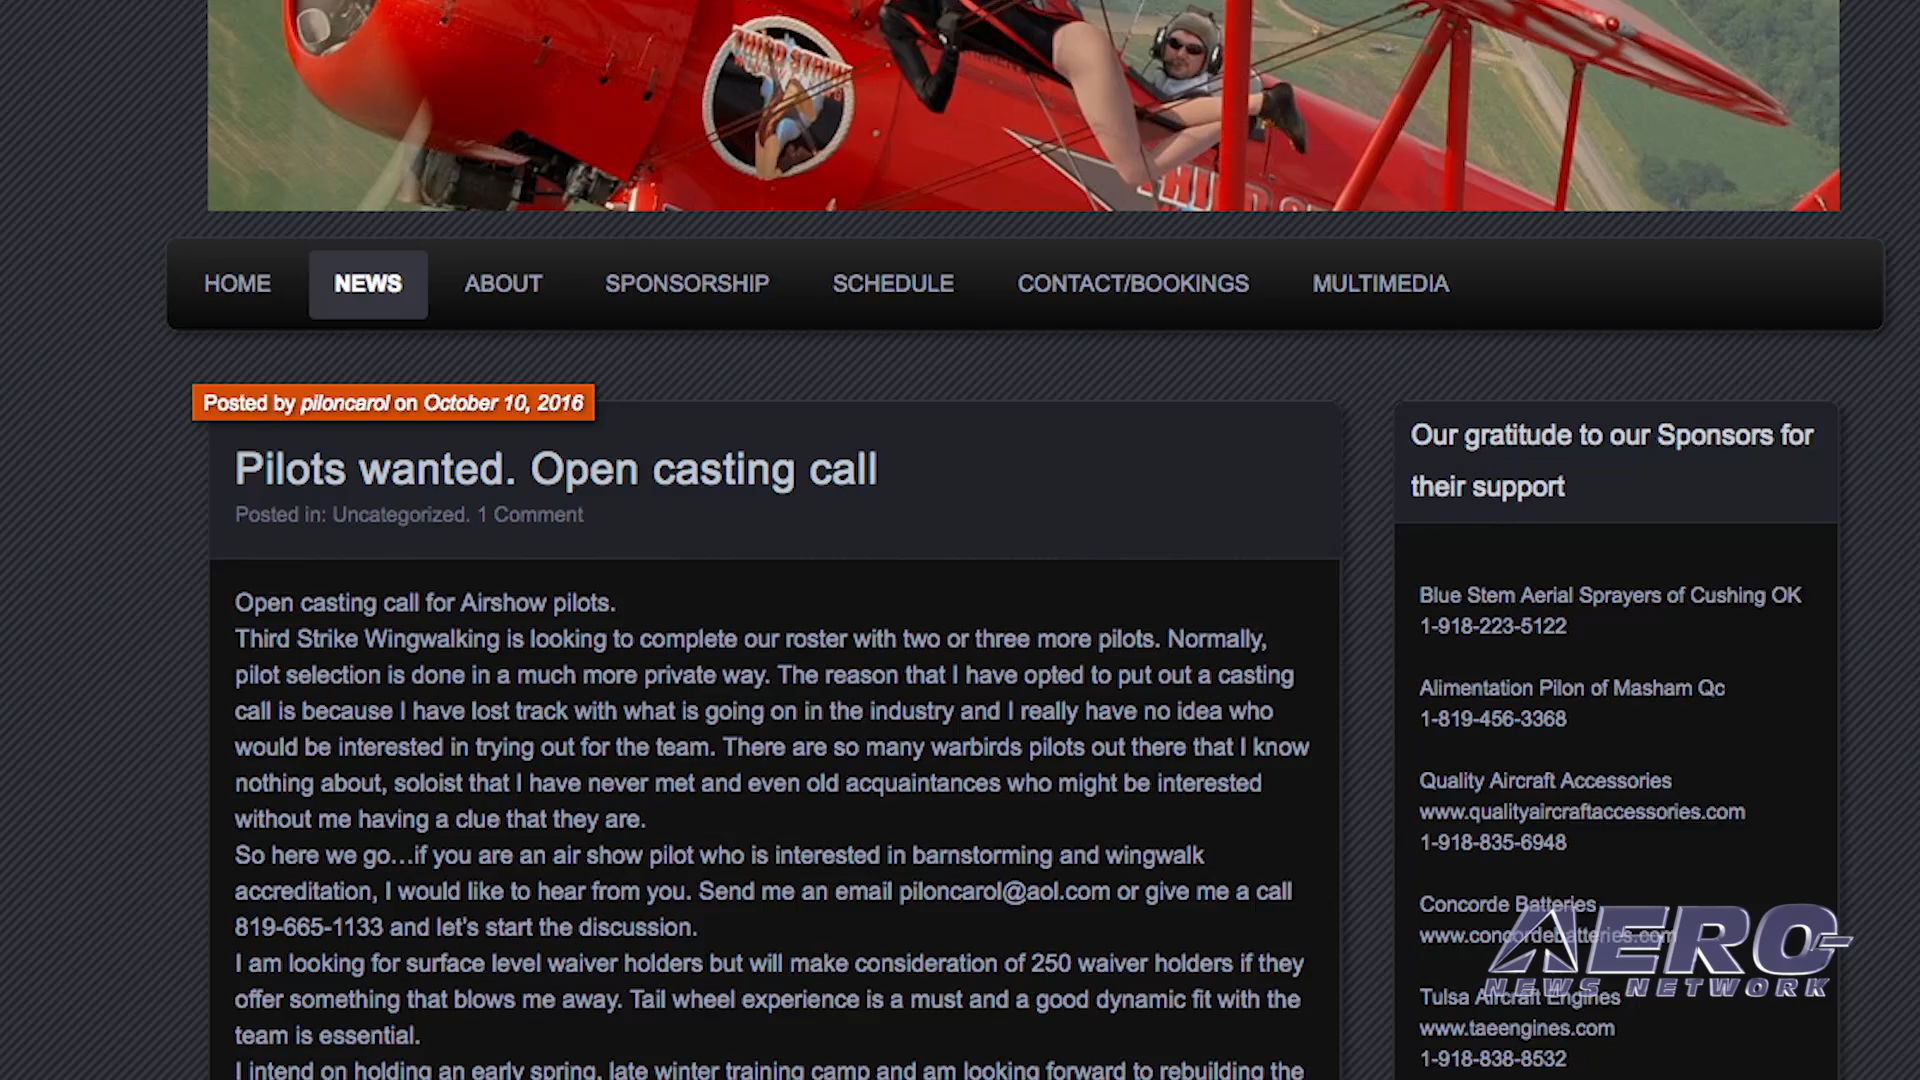 THIRD STRIKE
HOME NEWS ABOUT SPONSORSHIP SCHEDULE CONTACT/BOOKINGS MULTIMEDIA
Posted by piloncarol on October 10, 2016
Pilots wanted. Open casting call
Posted in: Uncategorized. 1 Comment
Open casting call for Airshow pilots.
Third Strike Wingwalking is looking to complete our roster with two or three more pilots. Normally,
pilot selection is done in a much more private way. The reason that I have opted to put out a casting
call is because I have lost track with what is going on in the industry and I really have no idea who
would be interested in trying out for the team. There are so many warbirds pilots out there that I know
nothing about, soloist that I have never met and even old acquaintances who might be interested
without me having a clue that they are.
So here we go...if you are an air show pilot who is interested in barnstorming and wingwalk
accreditation, I would like to hear from you. Send me an email piloncarol@aol.com or give me a call
819-665-1133 and let's start the discussion.
I am looking for surface level waiver holders but will make consideration of 250 waiver holders if they
offer something that blows me away. Tail wheel experience is a must and a good dynamic fit with the
team is essential.
I intend on holding an early spring, late winter training camp and am looking forward to rebuilding the
Our gratitude to our Sponsors for
their support
Blue Stem Aerial Sprayers of Cushing OK
1-918-223-5122
Alimentation Pilon of Masham Qc
1-819-456-3368
Quality Aircraft Accessories
www.qualityaircraftaccessories.com
1-918-835-6948
Concorde Batteries
www.concordebatteries.com
Tulsa Aircraft Engines
www.taeengines.com
1-918-838-8532
AERO-
NEWS NETWORK